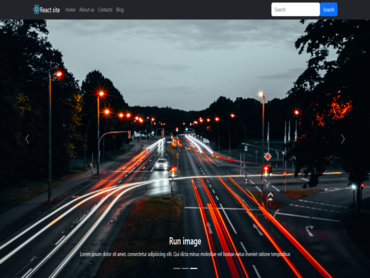 React site Home About us Contacts Blog Search Search
Run image
Lorem ipsum dolor sit amet, consectetur adipisicing elit. Qui dicta minus molestiae vel beatae natus eveniet ratione temporibus